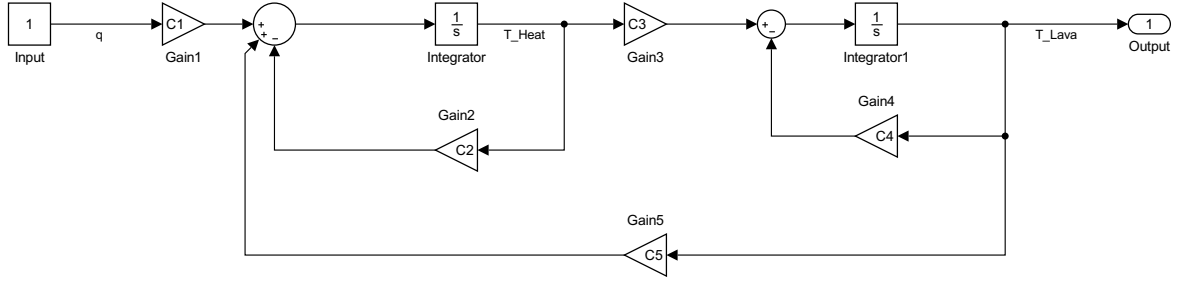 1
Input
q
C1
Gain1
+
+
−
1
s
Integrator
T_Heat
C3
Gain3
+
−
1
s
Integrator1
T_Lava
1
Output
Gain2
C2
Gain4
C4
Gain5
C5